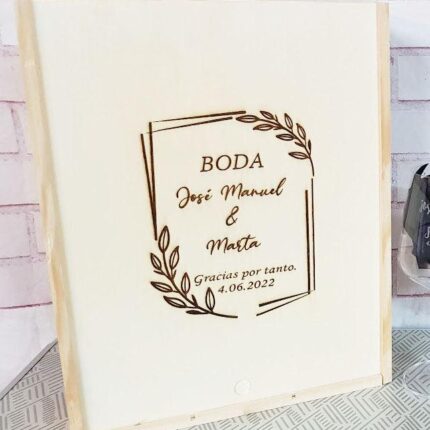 BODA
José Manuel
&
Marta
Gracias por tanto.
4.06.2022